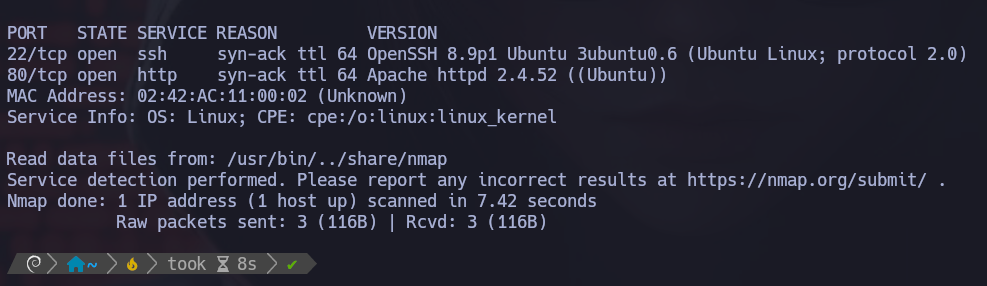 PORT   STATE SERVICE REASON         VERSION
22/tcp open  ssh     syn-ack ttl 64 OpenSSH 8.9p1 Ubuntu 3ubuntu0.6 (Ubuntu Linux; protocol 2.0)
80/tcp open  http    syn-ack ttl 64 Apache httpd 2.4.52 ((Ubuntu))
MAC Address: 02:42:AC:11:00:02 (Unknown)
Service Info: OS: Linux; CPE: cpe:/o:linux:linux_kernel
Read data files from: /usr/bin/../share/nmap
Service detection performed. Please report any incorrect results at https://nmap.org/submit/ .
Nmap done: 1 IP address (1 host up) scanned in 7.42 seconds
           Raw packets sent: 3 (116B) | Rcvd: 3 (116B)
~ took 8s ✔